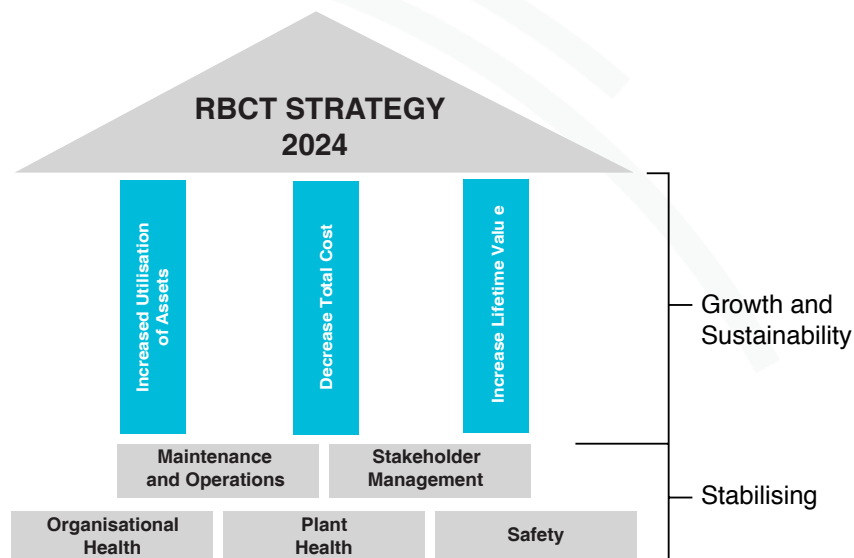 RBCT STRATEGY
2024
Increased Utilisation
of Assets
Decrease Total Cost
Increase Lifetime Valu e
Growth and
Sustainability
Maintenance
and Operations
Stakeholder
Management
Stabilising
Organisational
Health
Plant
Health
Safety